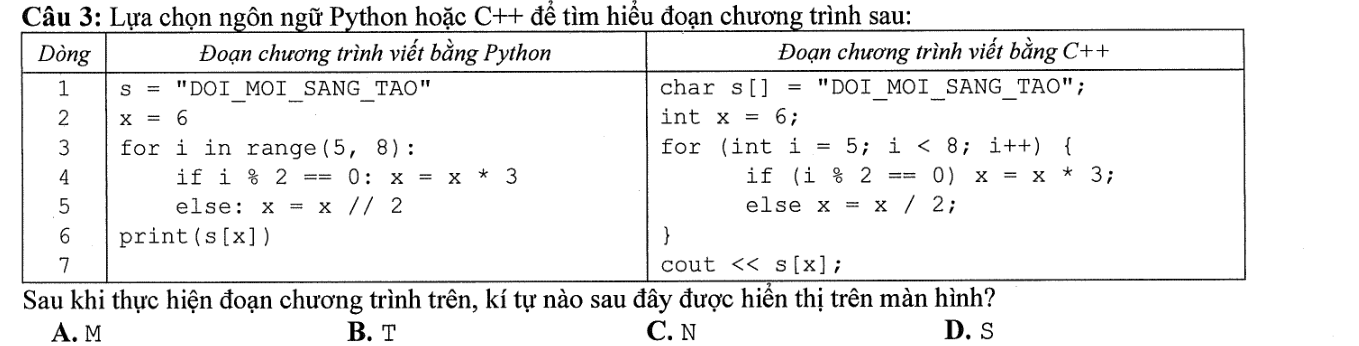 Câu 3: Lựa chọn ngôn ngữ Python hoặc C++ để tìm hiểu đoạn chương trình sau:
Dòng Đoạn chương trình viết bằng Python Đoạn chương trình viết bằng C++
1 s = "DOI_MOI_SANG_TAO" char s[] = "DOI_MOI_SANG_TAO";
2 x = 6 int x = 6;
3 for i in range(5, 8): for (int i = 5; i < 8; i++) {
4 if i % 2 == 0: x = x * 3 if (i % 2 == 0) x = x * 3;
5 else: x = x // 2 else x = x / 2;
6 print(s[x]) }
7 cout << s[x];
Sau khi thực hiện đoạn chương trình trên, kí tự nào sau đây được hiển thị trên màn hình?
A. M B. T C. N D. S